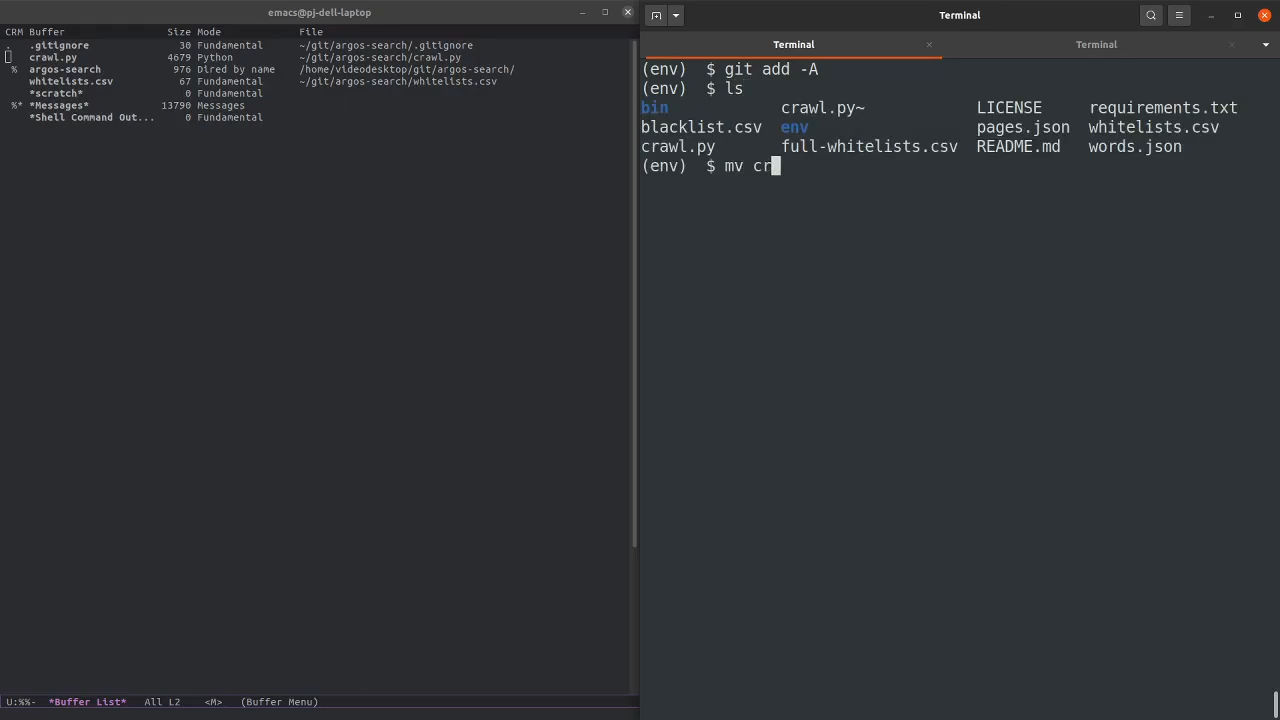 emacs@pj-dell-laptop
CRM Buffer Size Mode File
. .gitignore 30 Fundamental ~/git/argos-search/.gitignore
crawl.py 4679 Python ~/git/argos-search/crawl.py
% argos-search 976 Dired by name /home/videodesktop/git/argos-search/
whitelists.csv 67 Fundamental ~/git/argos-search/whitelists.csv
*scratch* 0 Fundamental
%* *Messages* 13790 Messages
*Shell Command Out... 0 Fundamental
U:%%- *Buffer List* All L2 <M> (Buffer Menu)
Terminal
Terminal Terminal
(env) $ git add -A
(env) $ ls
bin crawl.py~ LICENSE requirements.txt
blacklist.csv env pages.json whitelists.csv
crawl.py full-whitelists.csv README.md words.json
(env) $ mv cr